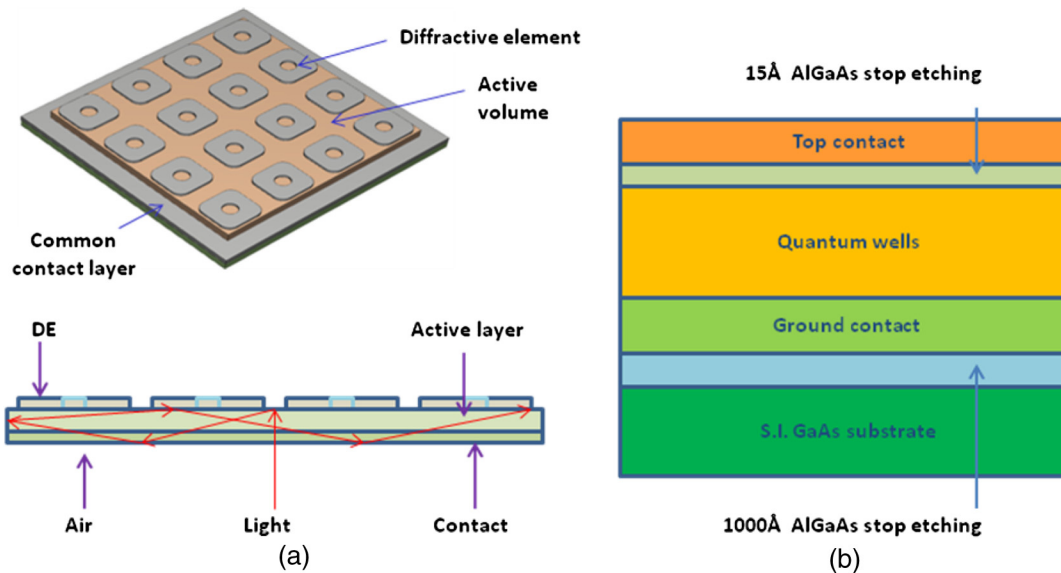 Diffractive element
Active
volume
Common
contact layer
DE
Active layer
Air
Light
Contact
(a)
15Å AlGaAs stop etching
Top contact
Quantum wells
Ground contact
S.I. GaAs substrate
1000Å AlGaAs stop etching
(b)